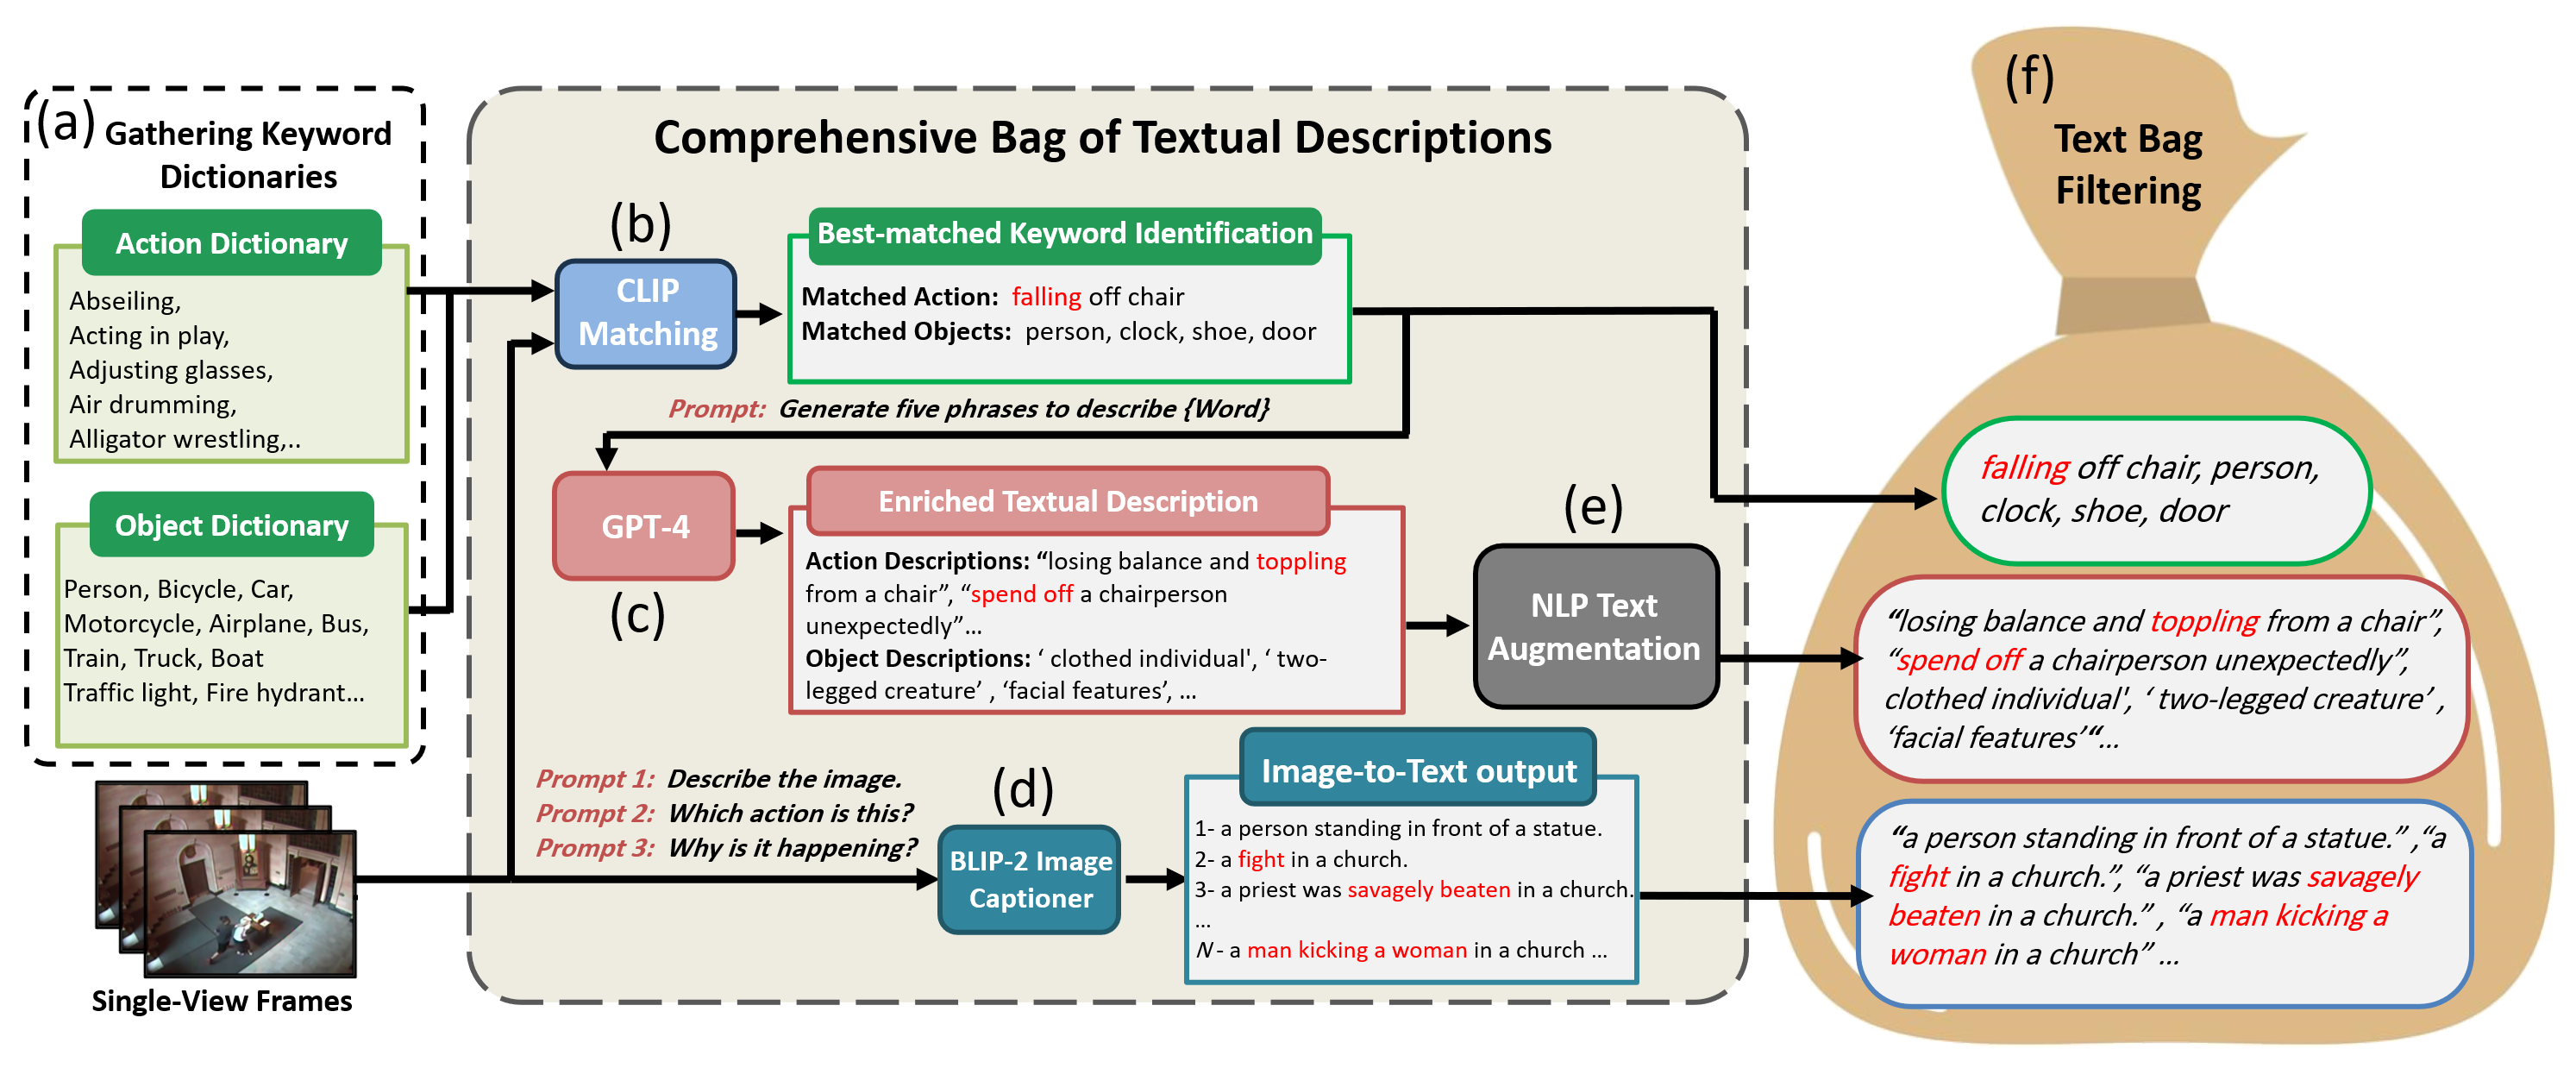 (a)
Gathering Keyword
Dictionaries
Action Dictionary
Abseiling,
Acting in play,
Adjusting glasses,
Air drumming,
Alligator wrestling,..
Object Dictionary
Person, Bicycle, Car,
Motorcycle, Airplane, Bus,
Train, Truck, Boat
Traffic light, Fire hydrant...
Single-View Frames
Comprehensive Bag of Textual Descriptions
(b)
CLIP
Matching
Best-matched Keyword Identification
Matched Action: falling off chair
Matched Objects: person, clock, shoe, door
Prompt: Generate five phrases to describe {Word}
GPT-4
(c)
Enriched Textual Description
Action Descriptions: “losing balance and toppling
from a chair”, “spend off a chairperson
unexpectedly”...
Object Descriptions: ‘ clothed individual', ‘ two-
legged creature’ , ‘facial features’, ...
(e)
NLP Text
Augmentation
Prompt 1: Describe the image.
Prompt 2: Which action is this?
Prompt 3: Why is it happening?
(d)
BLIP-2 Image
Captioner
Image-to-Text output
1- a person standing in front of a statue.
2- a fight in a church.
3- a priest was savagely beaten in a church.
...
N - a man kicking a woman in a church ...
(f)
Text Bag
Filtering
falling off chair, person,
clock, shoe, door
“losing balance and toppling from a chair”,
“spend off a chairperson unexpectedly”,
clothed individual', ‘ two-legged creature’ ,
‘facial features’“...
“a person standing in front of a statue.” ,“a
fight in a church.”, “a priest was savagely
beaten in a church.” , “a man kicking a
woman in a church” ...